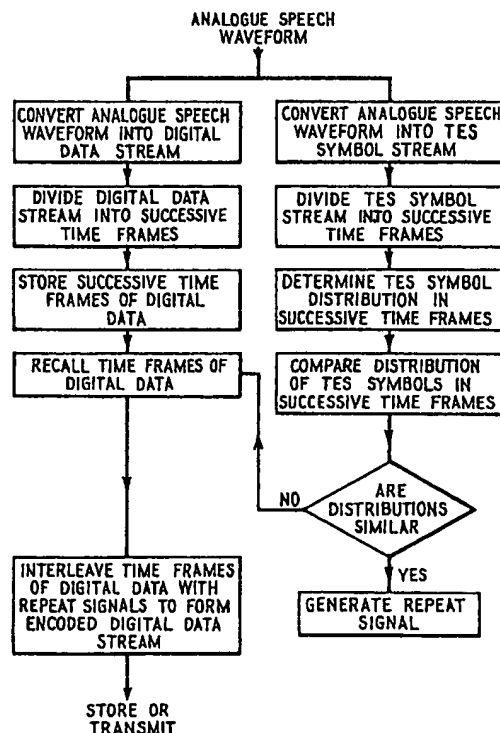 ANALOGUE SPEECH
WAVEFORM
CONVERT ANALOGUE SPEECH
WAVEFORM INTO DIGITAL
DATA STREAM
DIVIDE DIGITAL DATA
STREAM INTO SUCCESSIVE
TIME FRAMES
STORE SUCCESSIVE TIME
FRAMES OF DIGITAL
DATA
RECALL TIME FRAMES OF
DIGITAL DATA
INTERLEAVE TIME FRAMES
OF DIGITAL DATA WITH
REPEAT SIGNALS TO FORM
ENCODED DIGITAL DATA
STREAM
STORE OR
TRANSMIT
CONVERT ANALOGUE SPEECH
WAVEFORM INTO TES
SYMBOL STREAM
DIVIDE TES SYMBOL
STREAM INTO SUCCESSIVE
TIME FRAMES
DETERMINE TES SYMBOL
DISTRIBUTION IN
SUCCESSIVE TIME FRAMES
COMPARE DISTRIBUTION
OF TES SYMBOLS IN
SUCCESSIVE TIME FRAMES
NO
ARE
DISTRIBUTIONS
SIMILAR
YES
GENERATE REPEAT
SIGNAL